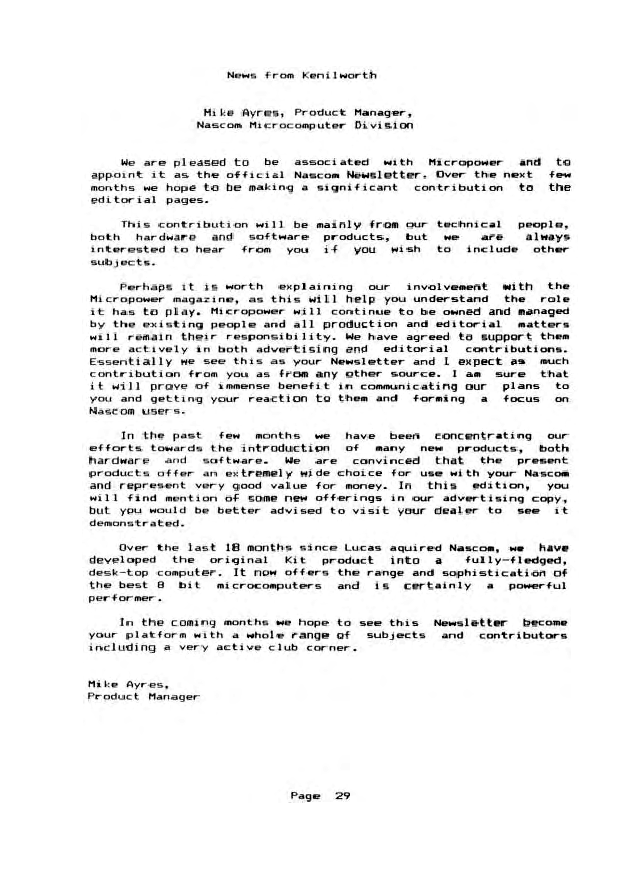 News from Kenilworth
Mike Ayres, Product Manager,
Nascom Microcomputer Division
We are pleased to be associated with Micropower and to
appoint it as the official Nascom Newsletter. Over the next few
months we hope to be making a significant contribution to the
editorial pages.
This contribution will be mainly from our technical people,
both hardware and software products, but we are always
interested to hear from you if you wish to include other
subjects.
Perhaps it is worth explaining our involvement with the
Micropower magazine, as this will help you understand the role
it has to play. Micropower will continue to be owned and managed
by the existing people and all production and editorial matters
will remain their responsibility. We have agreed to support them
more actively in both advertising and editorial contributions.
Essentially we see this as your Newsletter and I expect as much
contribution from you as from any other source. I am sure that
it will prove of immense benefit in communicating our plans to
you and getting your reaction to them and forming a focus on
Nascom users.
In the past few months we have been concentrating our
efforts towards the introduction of many new products, both
hardware and software. We are convinced that the present
products offer an extremely wide choice for use with your Nascom
and represent very good value for money. In this edition, you
will find mention of some new offerings in our advertising copy,
but you would be better advised to visit your dealer to see it
demonstrated.
Over the last 18 months since Lucas aquired Nascom, we have
developed the original Kit product into a fully-fledged,
desk-top computer. It now offers the range and sophistication of
the best 8 bit microcomputers and is certainly a powerful
performer.
In the coming months we hope to see this Newsletter become
your platform with a whole range of subjects and contributors
including a very active club corner.
Mike Ayres,
Product Manager
Page 29